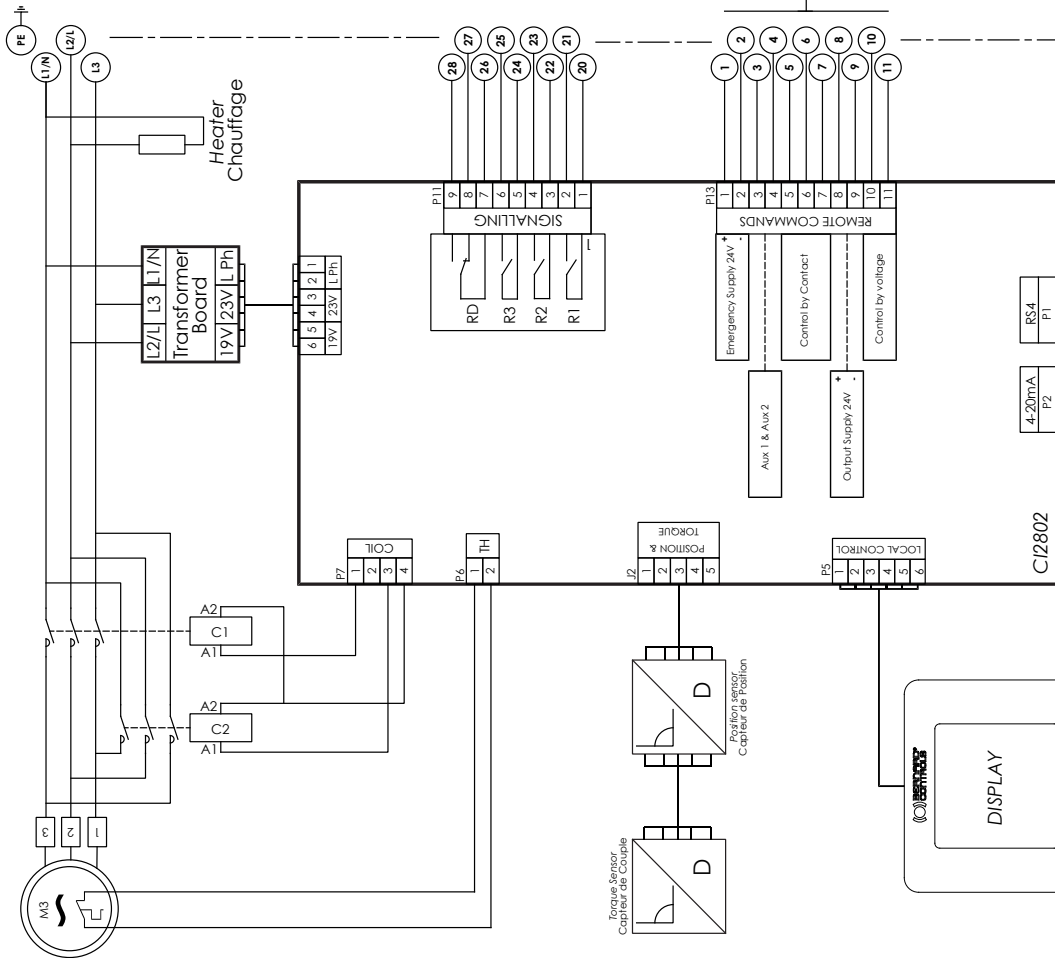 PE
L1/N
L2/L
L3
Heater
Chauffage
L2/L L3 L1/N
Transformer
Board
19V 23V L Ph
6 5 4 3 2 1
19V 23V L Ph
28
27
26
25
24
23
22
21
20
P11
9
8
7
6
5
4
3
2
1
SIGNALLING
RD
R3
R2
R1
1
1
2
3
4
5
6
7
8
9
10
11
P13
1
2
3
4
5
6
7
8
9
10
11
REMOTE COMMANDS
Emergency Supply 24V + -
Aux 1 & Aux 2
Control by Contact
Output Supply 24V + -
Control by voltage
RS4
P1
4-20mA
P2
CI2802
P7
1
2
3
4
COIL
P6
1
2
TH
J2
1
2
3
4
5
POSITION &
TORQUE
P5
1
2
3
4
5
6
LOCAL CONTROL
A2
C1
A1
A2
C2
A1
3
2
1
M3
D
Position sensor
Capteur de Position
Torque Sensor
Capteur de Couple
D
BERNARD
CONTROLS
DISPLAY